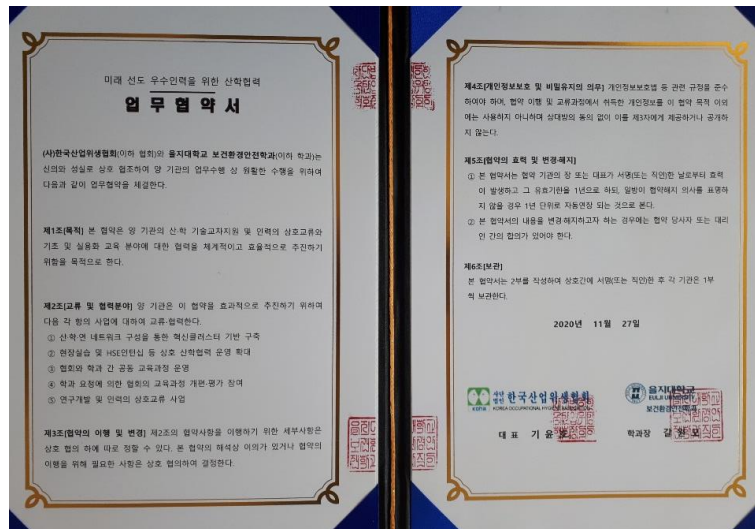 미래 선도 우수인력을 위한 산학협력
업무협약서
(사)한국산업위생협회(이하 협회)와 을지대학교 보건환경안전학과(이하 학과)는
신의와 성실로 상호 협조하여 양 기관의 업무수행 상 원활한 수행을 위하여
다음과 같이 업무협약을 체결한다.
제1조[목적] 본 협약은 양 기관의 산·학 기술교자지원 및 인력의 상호교류와
기초 및 실용화 교육 분야에 대한 협력을 체계적이고 효율적으로 추진하기
위함을 목적으로 한다.
제2조[교류 및 협력분야] 양 기관은 이 협약을 효과적으로 추진하기 위하여
다음 각 항의 사업에 대하여 교류·협력한다.
① 산·학·연 네트워크 구성을 통한 혁신클러스터 기반 구축
② 현장실습 및 HSE인턴십 등 상호 산학협력 운영 확대
③ 협회와 학과 간 공동 교육과정 운영
④ 학과 요청에 의한 협회의 교육과정 개편·평가 참여
⑤ 연구개발 및 인력의 상호교류 사업
제3조[협약의 이행 및 변경] 제2조의 협약사항을 이행하기 위한 세부사항은
상호 협의 하에 따로 정할 수 있다. 본 협약의 해석상 이의가 있거나 협약의
이행을 위해 필요한 사항은 상호 협의하여 결정한다.
제4조[개인정보보호 및 비밀유지의 의무] 개인정보보호법 등 관련 규정을 준수
하여야 하며, 협약 이행 및 교류과정에서 취득한 개인정보를 이 협약 목적 이외
에는 사용하지 아니하며 상대방의 동의 없이 이를 제3자에게 제공하거나 공개하
지 않는다.
제5조[협약의 효력 및 변경·해지]
① 본 협약서는 협약 기관의 장 또는 대표가 서명(또는 직인)한 날로부터 효력
이 발생하고 그 유효기한을 1년으로 하되, 일방이 협약해지 의사를 표명하
지 않을 경우 1년 단위로 자동연장 되는 것으로 본다.
② 본 협약서의 내용을 변경·해지하고자 하는 경우에는 협약 당사자 또는 대리
인 간의 합의가 있어야 한다.
제6조[보관]
본 협약서는 2부를 작성하여 상호간에 서명(또는 직인)한 후 각 기관은 1부
씩 보관한다.
2020년 11월 27일
사단법인 한국산업위생협회
KOHA KOREA OCCUPATIONAL HYGIENE
을지대학교
EULJI UNIVERSITY
보건환경안전학과
대표 기윤
학과장